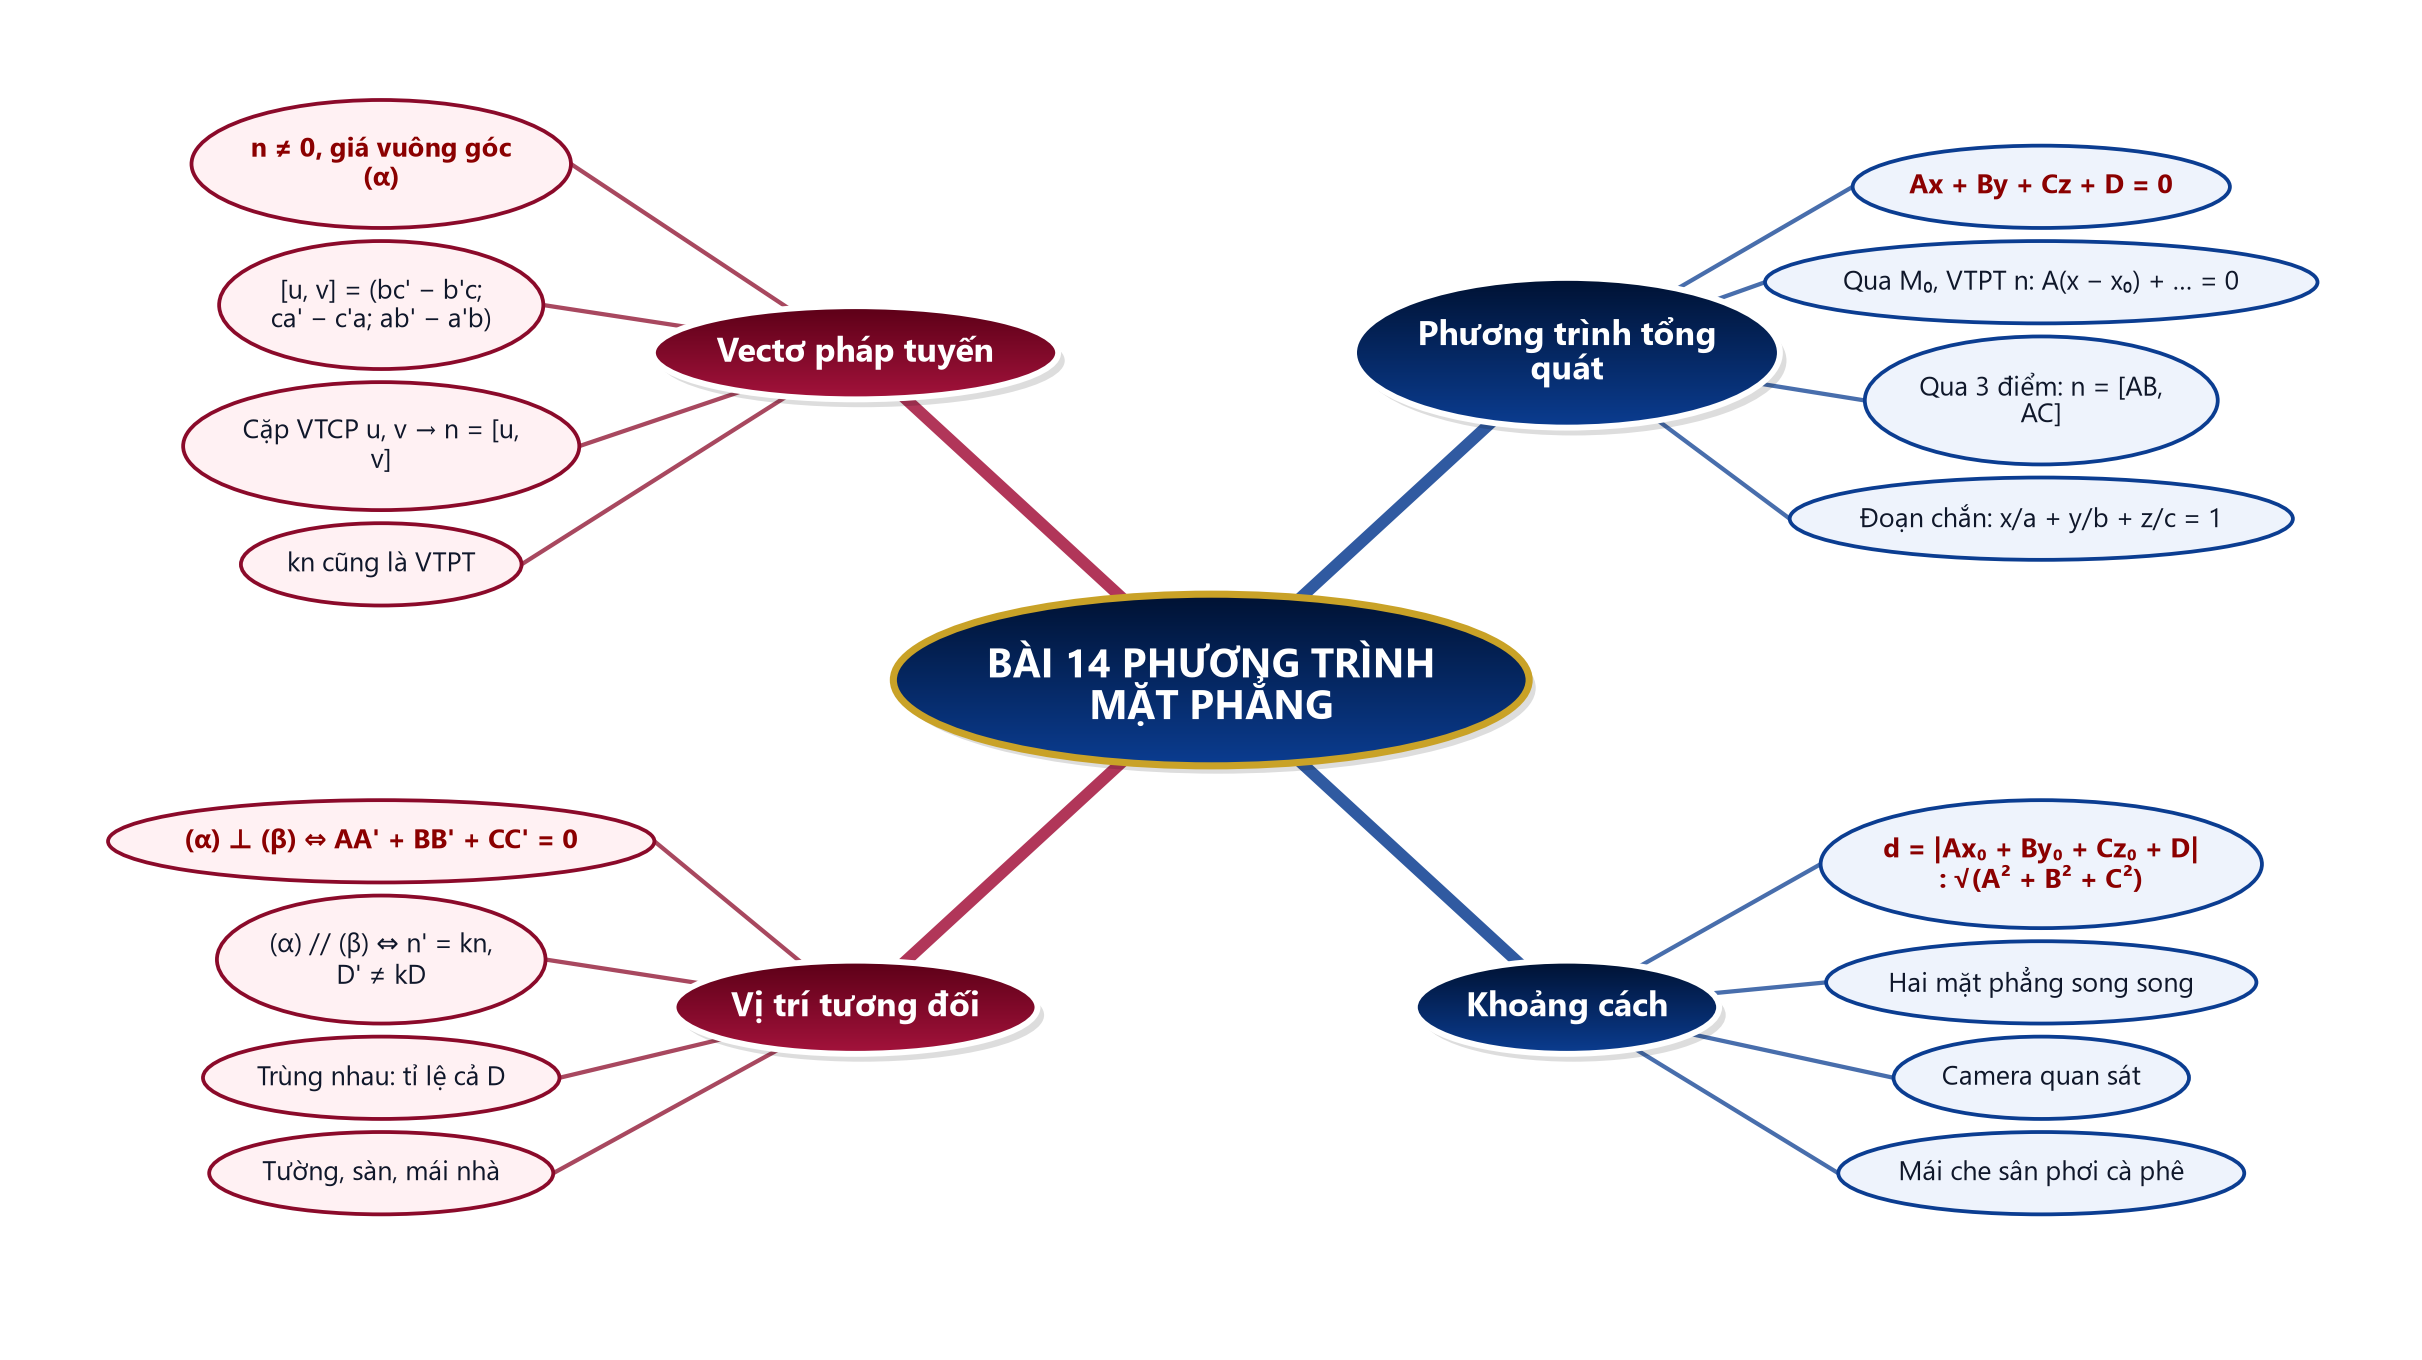 n ≠ 0, giá vuông góc
(α)
[u, v] = (bc' − b'c;
ca' − c'a; ab' − a'b)
Cặp VTCP u, v → n = [u,
v]
kn cũng là VTPT
Vectơ pháp tuyến
Phương trình tổng
quát
Ax + By + Cz + D = 0
Qua M₀, VTPT n: A(x − x₀) + ... = 0
Qua 3 điểm: n = [AB,
AC]
Đoạn chắn: x/a + y/b + z/c = 1
BÀI 14 PHƯƠNG TRÌNH
MẶT PHẲNG
(α) ⊥ (β) ⇔ AA' + BB' + CC' = 0
(α) // (β) ⇔ n' = kn,
D' ≠ kD
Trùng nhau: tỉ lệ cả D
Tường, sàn, mái nhà
Vị trí tương đối
Khoảng cách
d = |Ax₀ + By₀ + Cz₀ + D|
: √(A² + B² + C²)
Hai mặt phẳng song song
Camera quan sát
Mái che sân phơi cà phê